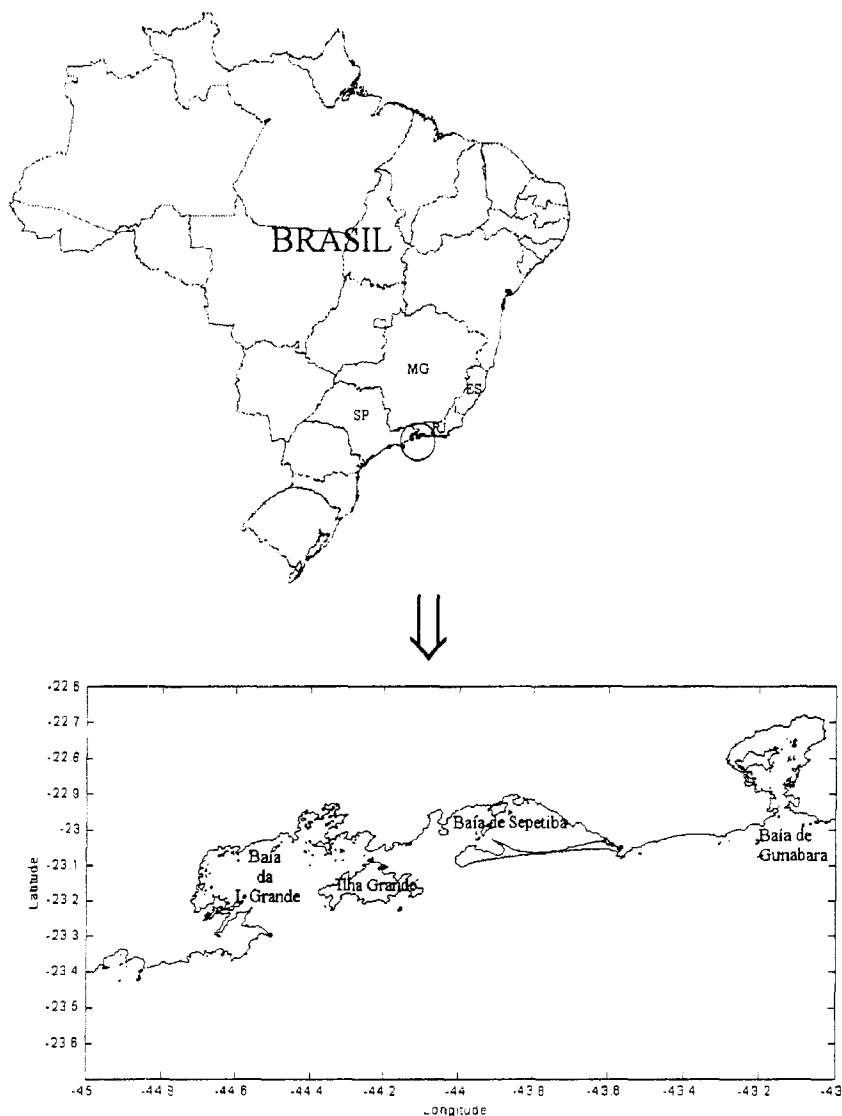 BRASIL
MG
ES
SP
RJ
-22 6
-22 7
-22 8
-22 9
-23
-23 1
-23 2
-23 3
-23 4
-23 5
-23 6
Latitude
Baía de Sepetiba
Baía de
Gunabara
Baía
da
I. Grande
Ilha Grande
-45
-44 8
-44 6
-44 4
-44 2
-44
-43 8
-43 6
-43 4
-43 2
-43
Longitude